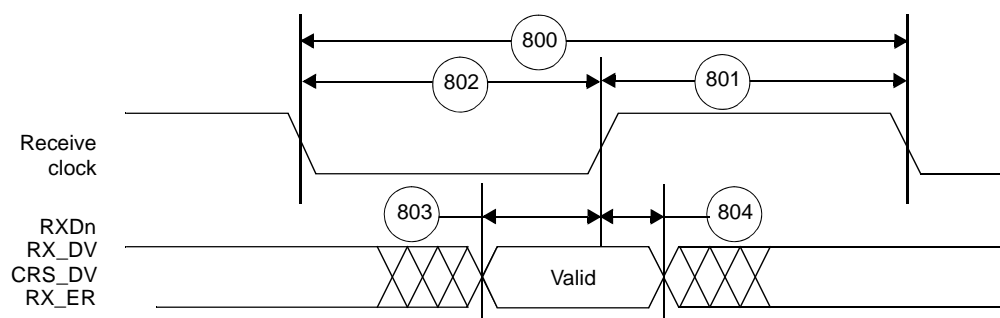 800
802
801
Receive
clock
803
804
RXDn
RX_DV
CRS_DV
RX_ER
Valid